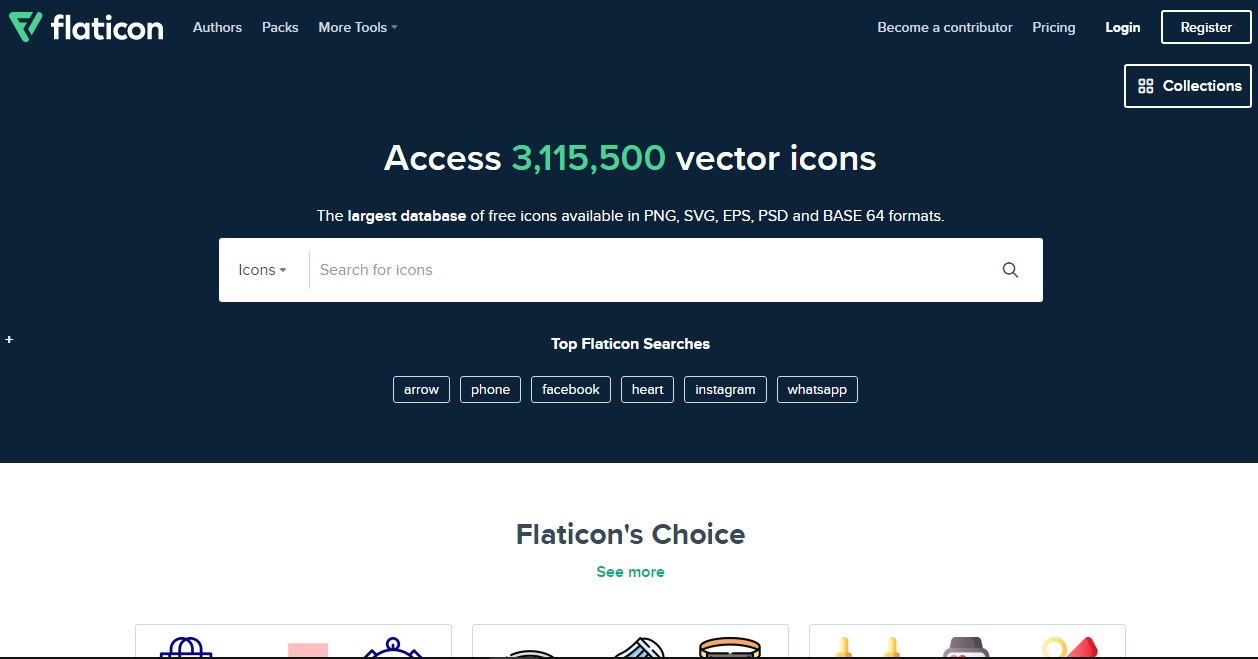 flaticon
Authors Packs More Tools
Become a contributor Pricing Login Register
Collections
Access 3,115,500 vector icons
The largest database of free icons available in PNG, SVG, EPS, PSD and BASE 64 formats.
Icons Search for icons
Top Flaticon Searches
arrow phone facebook heart instagram whatsapp
Flaticon's Choice
See more